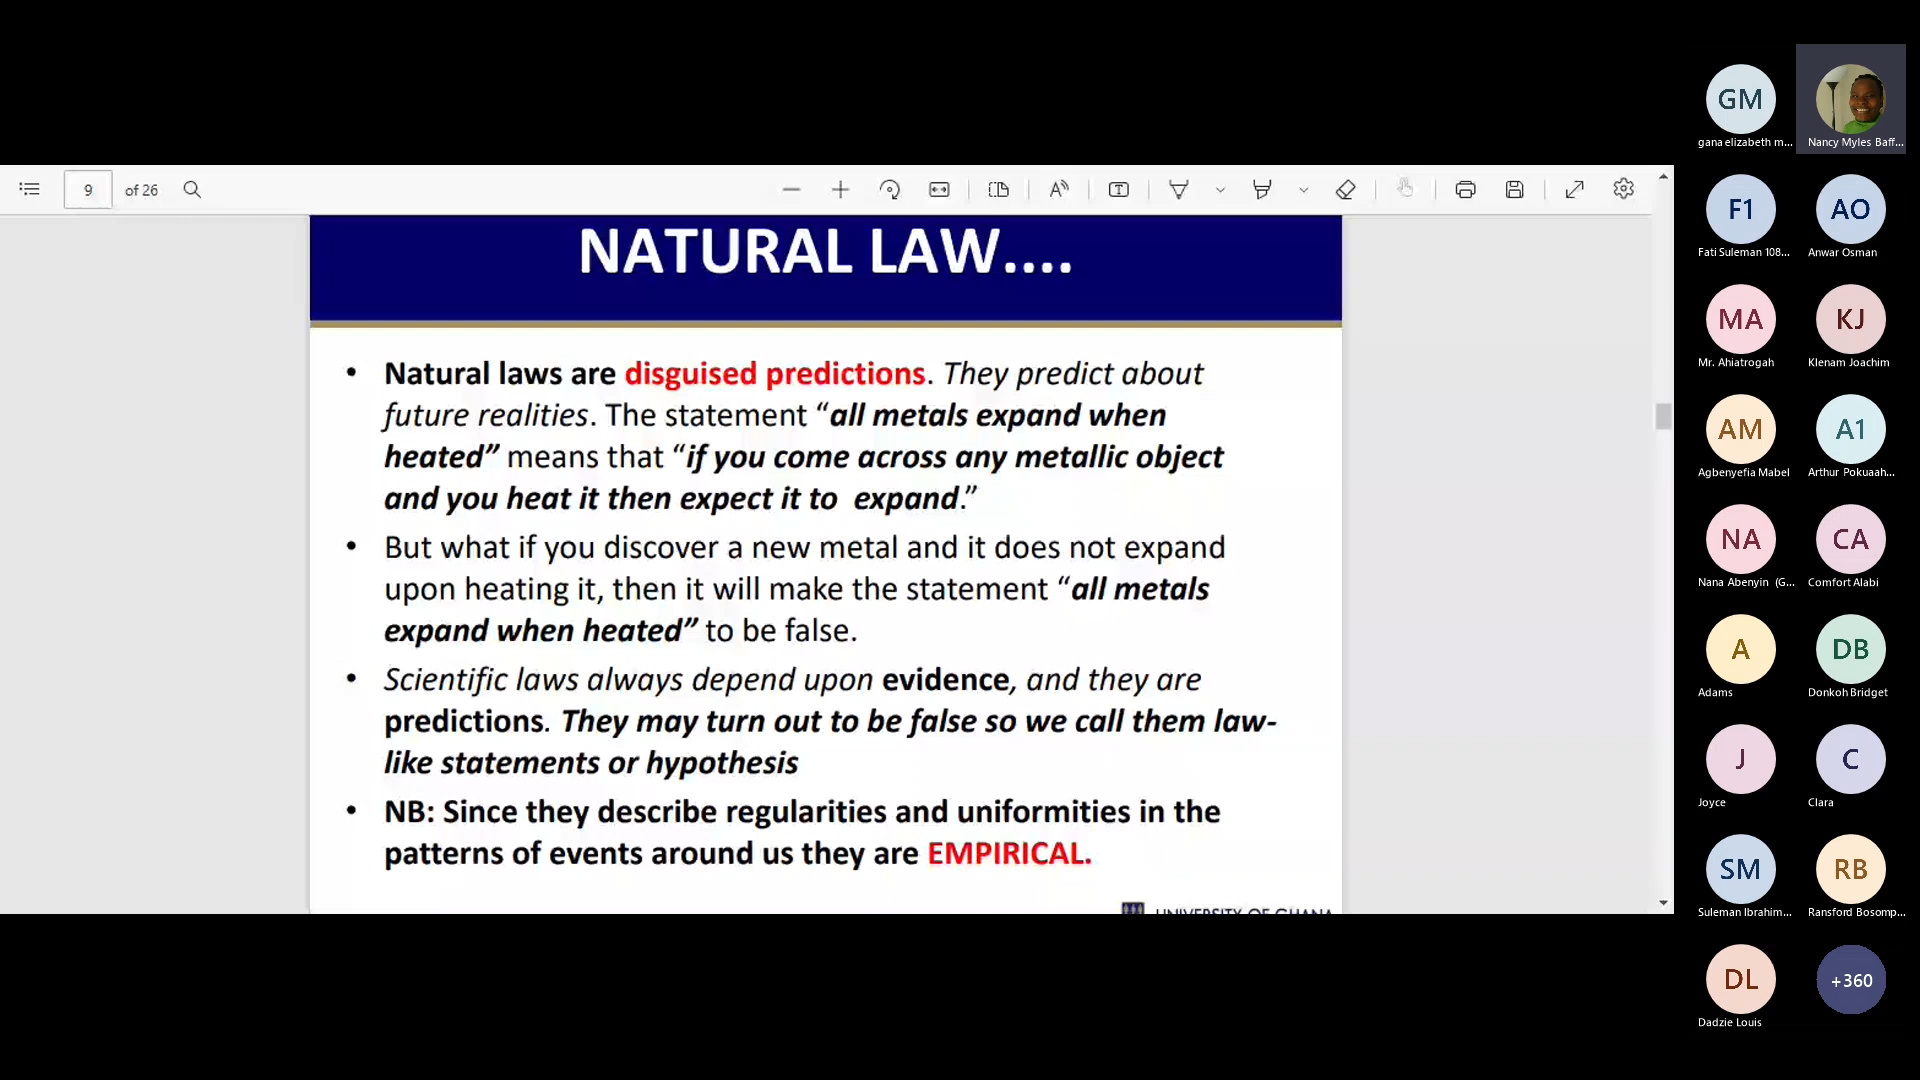 9 of 26
NATURAL LAW....
• Natural laws are disguised predictions. They predict about
future realities. The statement “all metals expand when
heated” means that “if you come across any metallic object
and you heat it then expect it to  expand.”
• But what if you discover a new metal and it does not expand
upon heating it, then it will make the statement “all metals
expand when heated” to be false.
• Scientific laws always depend upon evidence, and they are
predictions. They may turn out to be false so we call them law-
like statements or hypothesis
• NB: Since they describe regularities and uniformities in the
patterns of events around us they are EMPIRICAL.
UNIVERSITY OF GHANA
GM
gana elizabeth m...
Nancy Myles Baff...
F1
Fati Suleman 108...
AO
Anwar Osman
MA
Mr. Ahiatrogah
KJ
Klenam Joachim
AM
Agbenyefia Mabel
A1
Arthur Pokuaah...
NA
Nana Abenyin (G...
CA
Comfort Alabi
A
Adams
DB
Donkoh Bridget
J
Joyce
C
Clara
SM
Suleman Ibrahim...
RB
Ransford Bosomp...
DL
Dadzie Louis
+360